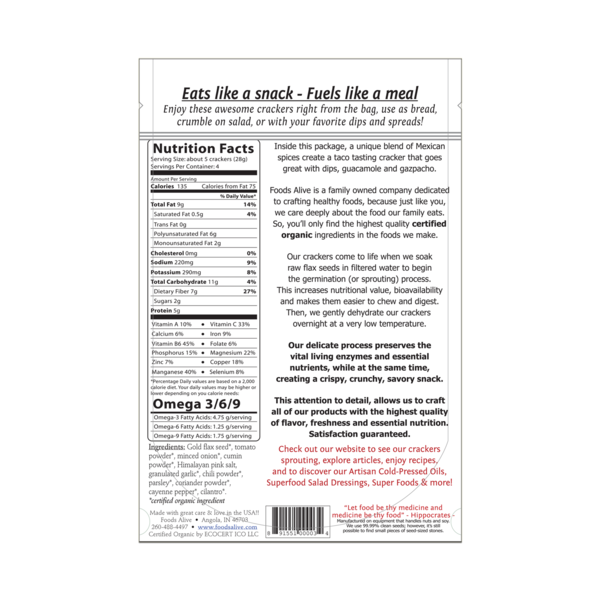 Eats like a snack - Fuels like a meal
Enjoy these awesome crackers right from the bag, use as bread,
crumble on salad, or with your favorite dips and spreads!
Nutrition Facts
Serving Size: about 5 crackers (28g)
Servings Per Container: 4
Amount Per Serving
Calories 135 Calories from Fat 75
% Daily Value*
Total Fat 9g 14%
Saturated Fat 0.5g 4%
Trans Fat 0g
Polyunsaturated Fat 6g
Monounsaturated Fat 2g
Cholesterol 0mg 0%
Sodium 220mg 9%
Potassium 290mg 8%
Total Carbohydrate 11g 4%
Dietary Fiber 7g 27%
Sugars 2g
Protein 5g
Vitamin A 10% • Vitamin C 33%
Calcium 6% • Iron 9%
Vitamin B6 45% • Folate 6%
Phosphorus 15% • Magnesium 22%
Zinc 7% • Copper 18%
Manganese 40% • Selenium 8%
*Percentage Daily values are based on a 2,000
calorie diet. Your daily values may be higher or
lower depending on you calorie needs:
Omega 3/6/9
Omega-3 Fatty Acids: 4.75 g/serving
Omega-6 Fatty Acids: 1.25 g/serving
Omega-9 Fatty Acids: 1.75 g/serving
Ingredients: Gold flax seed*, tomato
powder*, minced onion*, cumin
powder*, Himalayan pink salt,
granulated garlic*, chili powder*,
parsley*, coriander powder*,
cayenne pepper*, cilantro*.
*certified organic ingredient
Made with great care & love in the USA!!
Foods Alive • Angola, IN 46703
260-488-4497 • www.foodsalive.com
Certified Organic by ECOCERT ICO LLC
Inside this package, a unique blend of Mexican
spices create a taco tasting cracker that goes
great with dips, guacamole and gazpacho.
Foods Alive is a family owned company dedicated
to crafting healthy foods, because just like you,
we care deeply about the food our family eats.
So, you'll only find the highest quality certified
organic ingredients in the foods we make.
Our crackers come to life when we soak
raw flax seeds in filtered water to begin
the germination (or sprouting) process.
This increases nutritional value, bioavailability
and makes them easier to chew and digest.
Then, we gently dehydrate our crackers
overnight at a very low temperature.
Our delicate process preserves the
vital living enzymes and essential
nutrients, while at the same time,
creating a crispy, crunchy, savory snack.
This attention to detail, allows us to craft
all of our products with the highest quality
of flavor, freshness and essential nutrition.
Satisfaction guaranteed.
Check out our website to see our crackers
sprouting, explore articles, enjoy recipes,
and to discover our Artisan Cold-Pressed Oils,
Superfood Salad Dressings, Super Foods & more!
"Let food be thy medicine and
medicine be thy food" - Hippocrates -
Manufacturd on equipment that handles nuts and soy.
We use 99.99% clean seeds; however, it's still
possible to find small pieces of seed-sized stones.
8 91551 00003 4